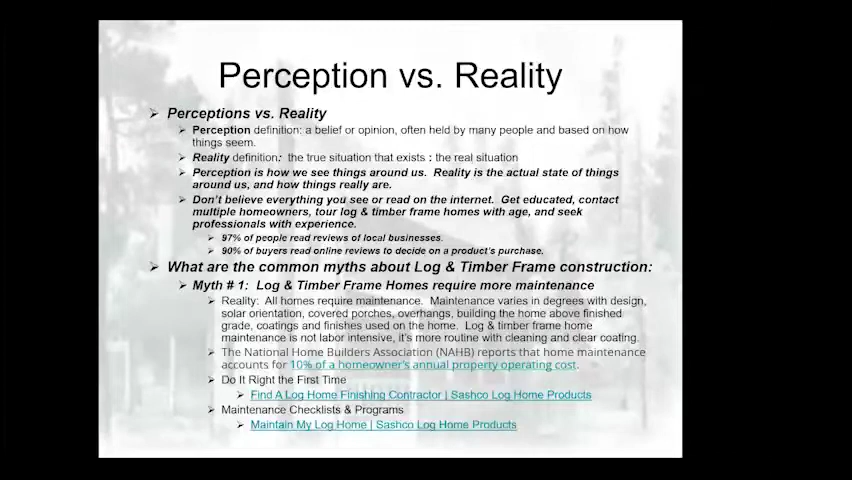 Perception vs. Reality
Perceptions vs. Reality
Perception definition: a belief or opinion, often held by many people and based on how
things seem.
Reality definition: the true situation that exists : the real situation
Perception is how we see things around us. Reality is the actual state of things
around us, and how things really are.
Don't believe everything you see or read on the internet. Get educated, contact
multiple homeowners, tour log & timber frame homes with age, and seek
professionals with experience.
97% of people read reviews of local businesses.
90% of buyers read online reviews to decide on a product's purchase.
What are the common myths about Log & Timber Frame construction:
Myth # 1: Log & Timber Frame Homes require more maintenance
Reality: All homes require maintenance. Maintenance varies in degrees with design,
solar orientation, covered porches, overhangs, building the home above finished
grade, coatings and finishes used on the home. Log & timber frame home
maintenance is not labor intensive, it's more routine with cleaning and clear coating.
The National Home Builders Association (NAHB) reports that home maintenance
accounts for 10% of a homeowner's annual property operating cost.
Do It Right the First Time
Find A Log Home Finishing Contractor | Sashco Log Home Products
Maintenance Checklists & Programs
Maintain My Log Home | Sashco Log Home Products